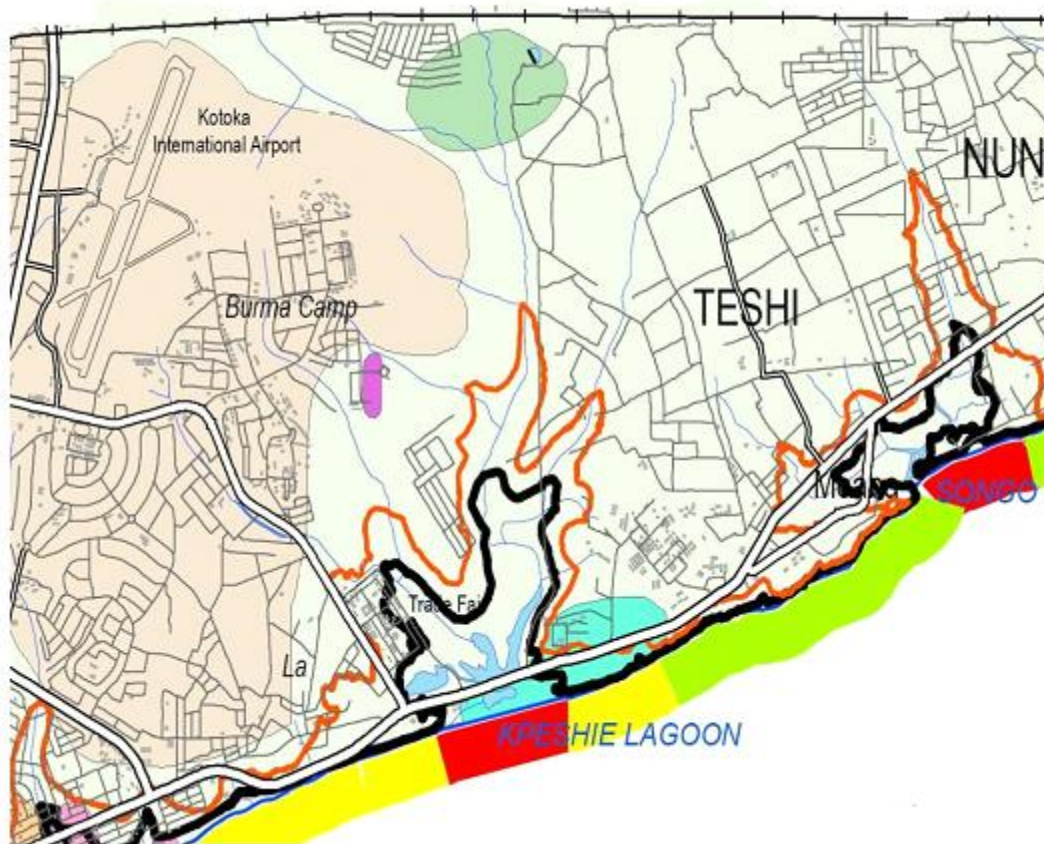 Kotoka
International Airport
NUN
Burma Camp
TESHI
SONGO
Trade Fai
La
KPESHIE LAGOON